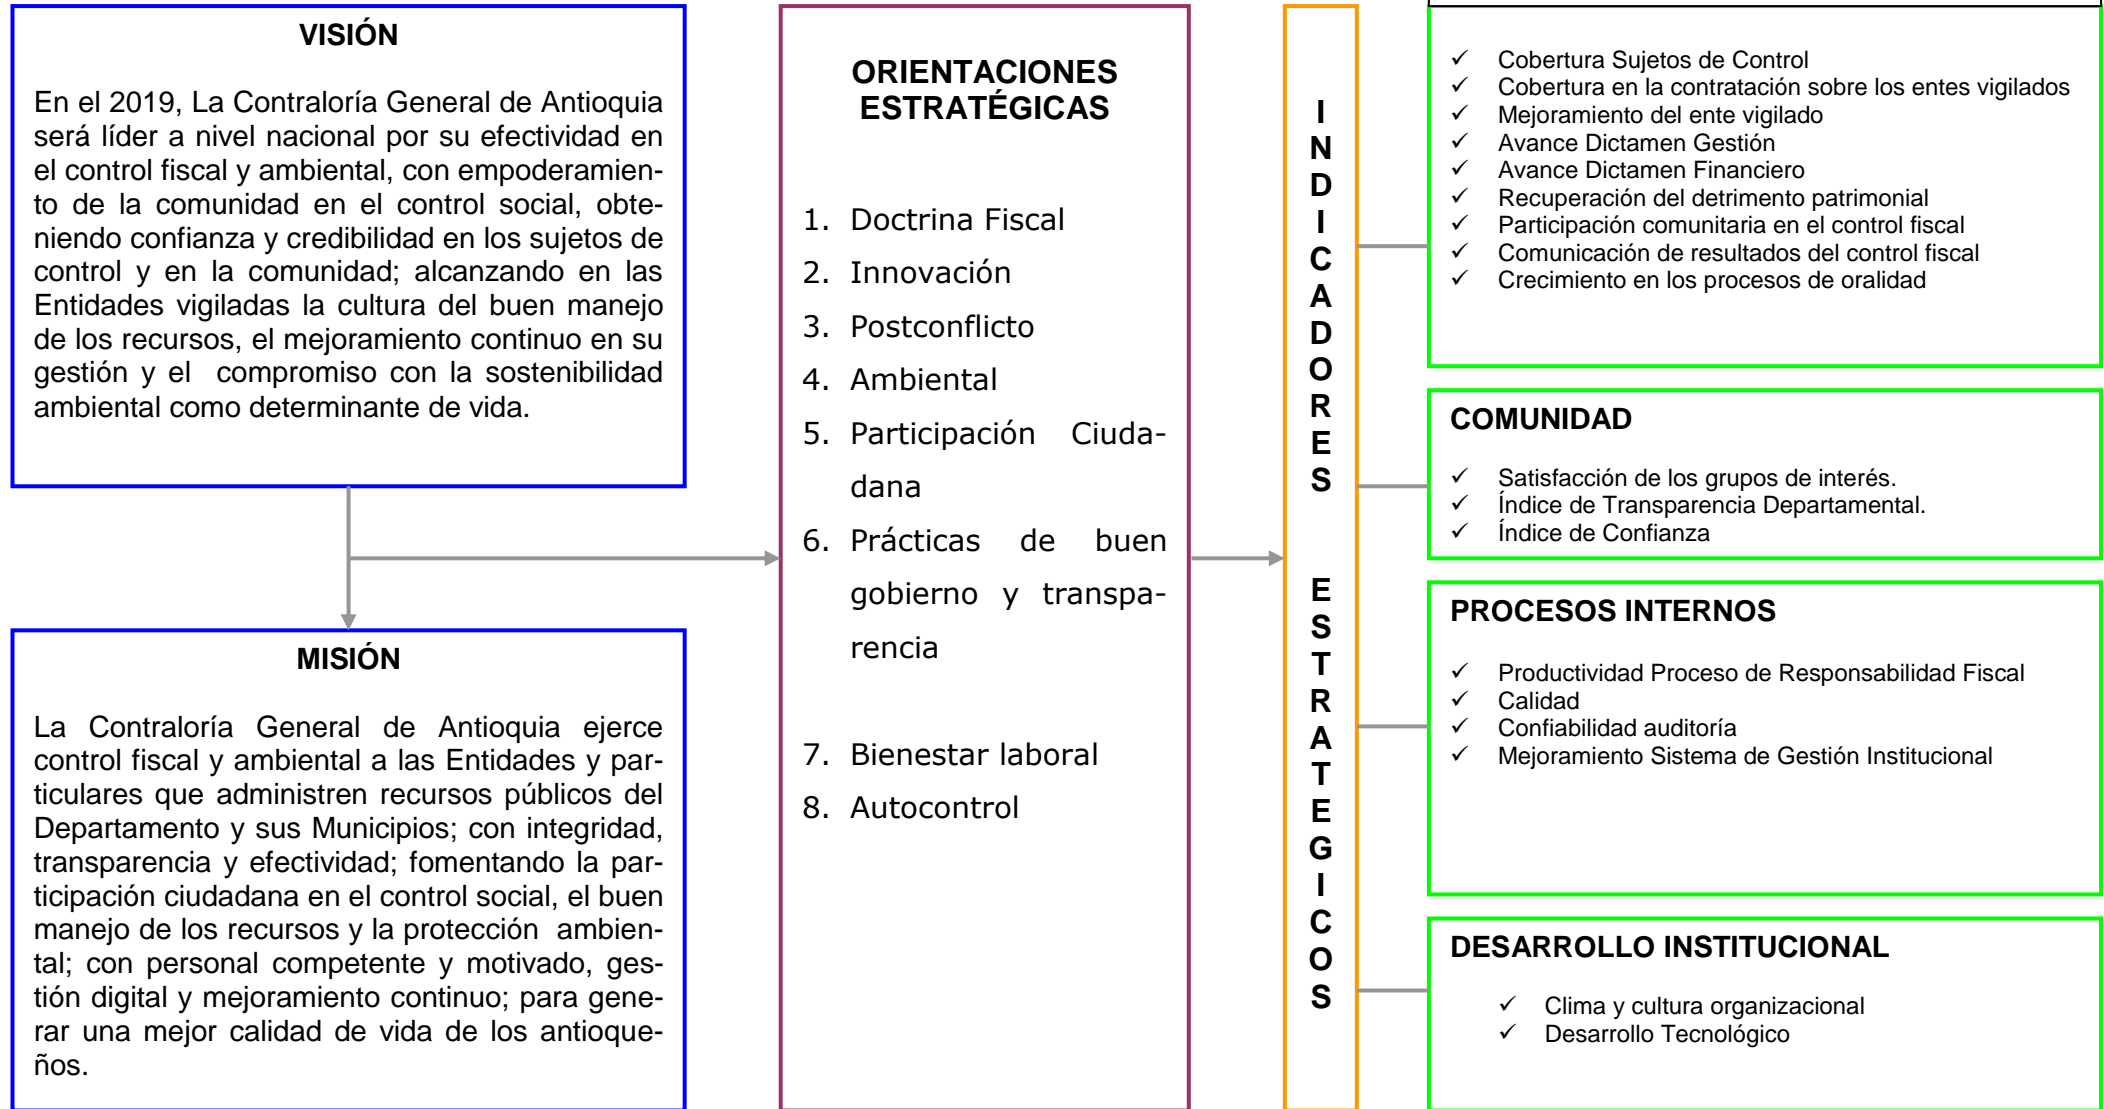 VISIÓN
En el 2019, La Contraloría General de Antioquia
será líder a nivel nacional por su efectividad en
el control fiscal y ambiental, con empoderamien-
to de la comunidad en el control social, obte-
niendo confianza y credibilidad en los sujetos de
control y en la comunidad; alcanzando en las
Entidades vigiladas la cultura del buen manejo
de los recursos, el mejoramiento continuo en su
gestión y el compromiso con la sostenibilidad
ambiental como determinante de vida.
MISIÓN
La Contraloría General de Antioquia ejerce
control fiscal y ambiental a las Entidades y par-
ticulares que administren recursos públicos del
Departamento y sus Municipios; con integridad,
transparencia y efectividad; fomentando la par-
ticipación ciudadana en el control social, el buen
manejo de los recursos y la protección ambien-
tal; con personal competente y motivado, ges-
tión digital y mejoramiento continuo; para gene-
rar una mejor calidad de vida de los antioque-
ños.
ORIENTACIONES
ESTRATÉGICAS
1. Doctrina Fiscal
2. Innovación
3. Postconflicto
4. Ambiental
5. Participación Ciuda-
dana
6. Prácticas de buen
gobierno y transpa-
rencia
7. Bienestar laboral
8. Autocontrol
INDICADORES ESTRATEGICOS
✓ Cobertura Sujetos de Control
✓ Cobertura en la contratación sobre los entes vigilados
✓ Mejoramiento del ente vigilado
✓ Avance Dictamen Gestión
✓ Avance Dictamen Financiero
✓ Recuperación del detrimento patrimonial
✓ Participación comunitaria en el control fiscal
✓ Comunicación de resultados del control fiscal
✓ Crecimiento en los procesos de oralidad
COMUNIDAD
✓ Satisfacción de los grupos de interés.
✓ Índice de Transparencia Departamental.
✓ Índice de Confianza
PROCESOS INTERNOS
✓ Productividad Proceso de Responsabilidad Fiscal
✓ Calidad
✓ Confiabilidad auditoría
✓ Mejoramiento Sistema de Gestión Institucional
DESARROLLO INSTITUCIONAL
✓ Clima y cultura organizacional
✓ Desarrollo Tecnológico